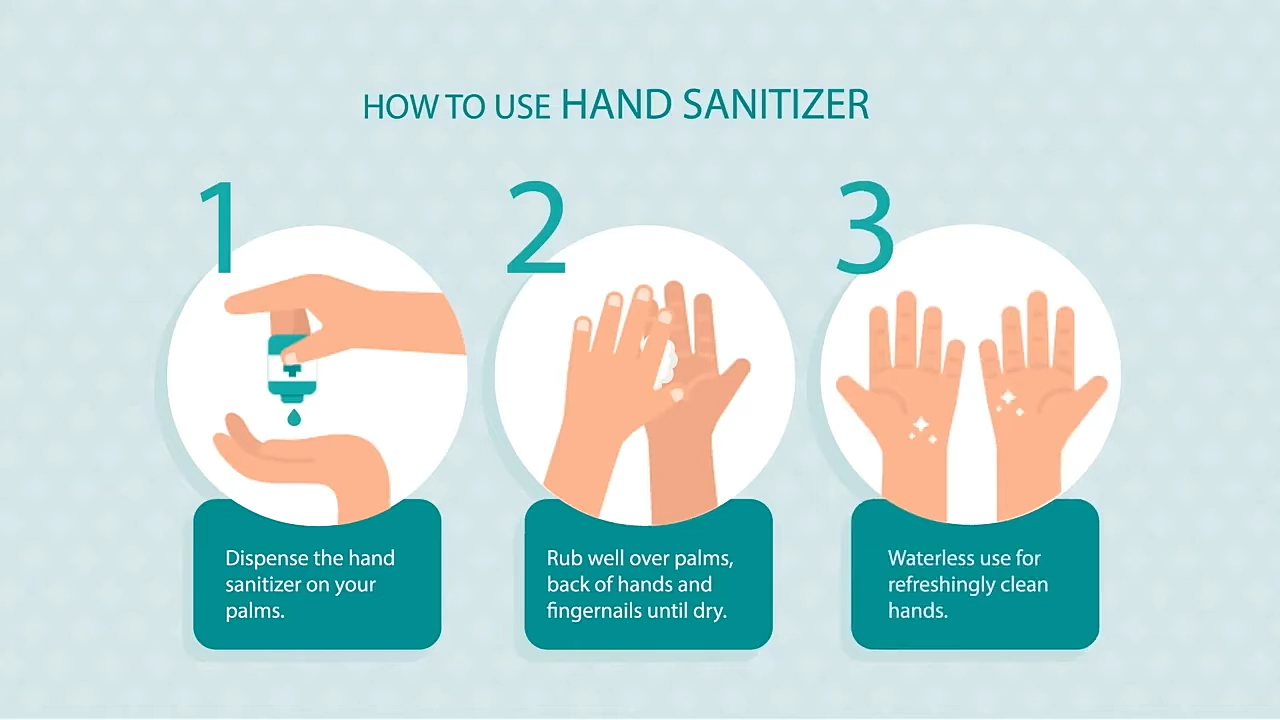 HOW TO USE HAND SANITIZER
1
Dispense the hand
sanitizer on your
palms.
2
Rub well over palms,
back of hands and
fingernails until dry.
3
Waterless use for
refreshingly clean
hands.